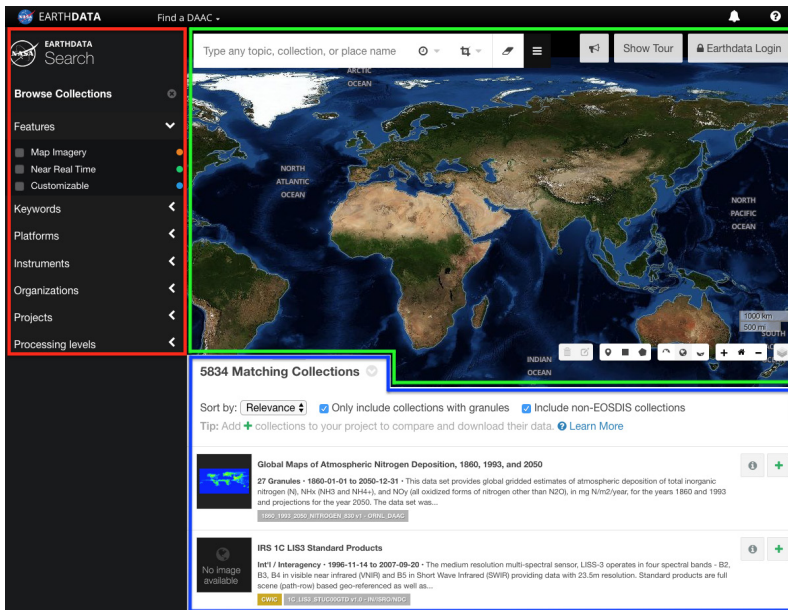 EARTHDATA
Find a DAAC
EARTHDATA
Search
Browse Collections
Features
Map Imagery
Near Real Time
Customizable
Keywords
Platforms
Instruments
Organizations
Projects
Processing levels
Type any topic, collection, or place name
Show Tour
Earthdata Login
ARCTIC
OCEAN
NORTH
ATLANTIC
OCEAN
NORTH
PACIFIC
OCEAN
1000 km
500 mi
SOUTH
INDIAN
OCEAN
5834 Matching Collections
Sort by: Relevance Only include collections with granules Include non-EOSDIS collections
Tip: Add + collections to your project to compare and download their data. Learn More
Global Maps of Atmospheric Nitrogen Deposition, 1860, 1993, and 2050
27 Granules • 1860-01-01 to 2050-12-31 • This data set provides global gridded estimates of atmospheric deposition of total inorganic
nitrogen (N), NHx (NH3 and NH4+), and NOy (all oxidized forms of nitrogen other than N2O), in mg N/m2/year, for the years 1860 and 1993
and projections for the year 2050. The data set was...
1860_1993_2050_NITROGEN_830 v1 - ORNL_DAAC
No image
available
IRS 1C LIS3 Standard Products
Int'l / Interagency • 1996-11-14 to 2007-09-20 • The medium resolution multi-spectral sensor, LISS-3 operates in four spectral bands - B2,
B3, B4 in visible near infrared (VNIR) and B5 in Short Wave Infrared (SWIR) providing data with 23.5m resolution. Standard products are full
scene (path-row) based geo-referenced as well as...
CWIC 1C_LIS3_STUC00GTD v1.0 - IN/ISRO/NDC